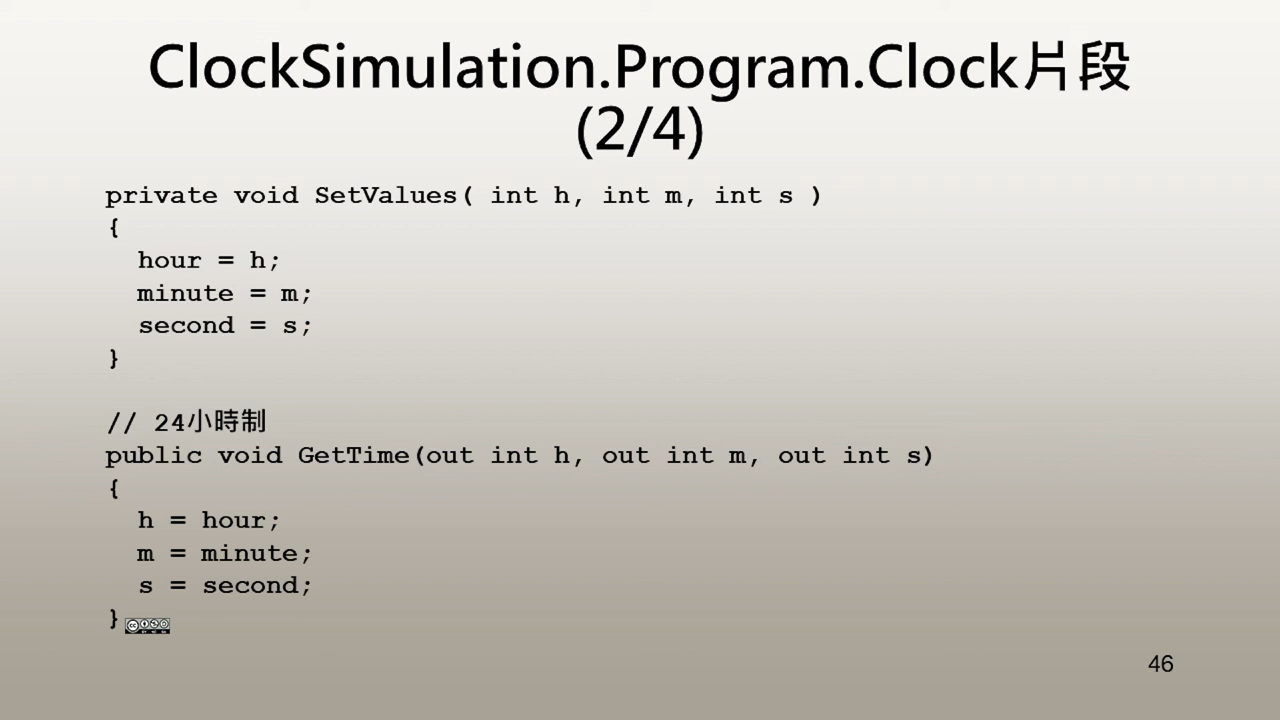 ClockSimulation.Program.Clock片段
(2/4)
private void SetValues( int h, int m, int s )
{
  hour = h;
  minute = m;
  second = s;
}
// 24小時制
public void GetTime(out int h, out int m, out int s)
{
  h = hour;
  m = minute;
  s = second;
}
46